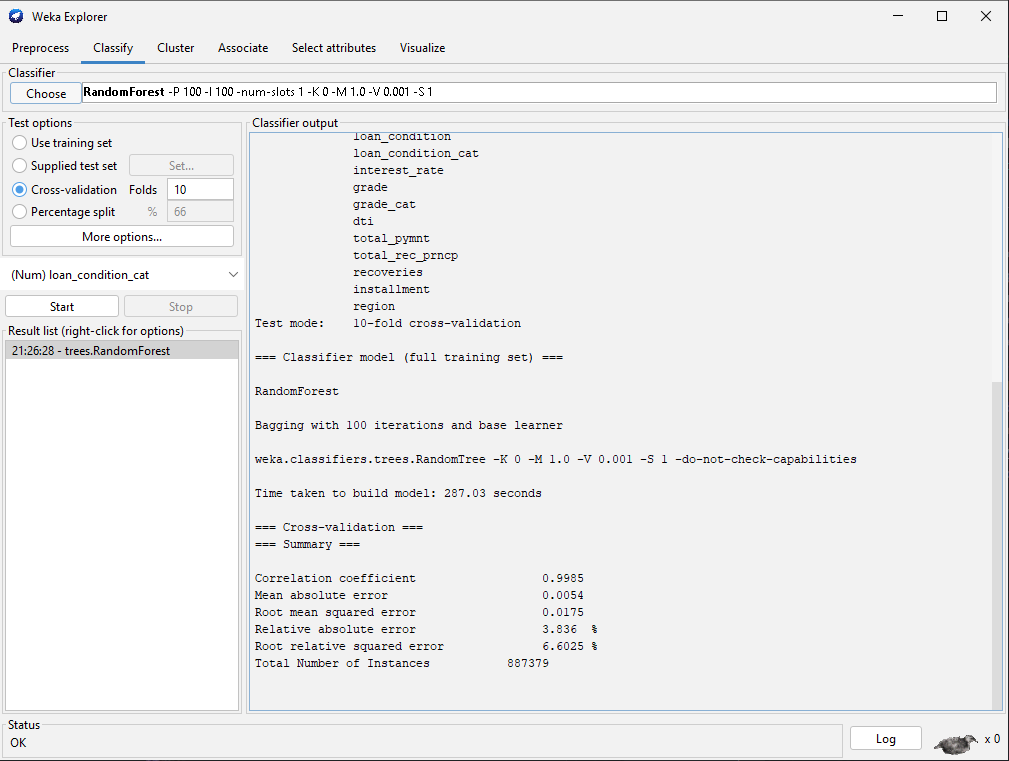 Weka Explorer
Preprocess Classify Cluster Associate Select attributes Visualize
Classifier
Choose RandomForest -P 100 -I 100 -num-slots 1 -K 0 -M 1.0 -V 0.001 -S 1
Test options
Use training set
Supplied test set Set...
Cross-validation Folds 10
Percentage split % 66
More options...
(Num) loan_condition_cat
Start Stop
Result list (right-click for options)
21:26:28 - trees.RandomForest
Classifier output
loan_condition
loan_condition_cat
interest_rate
grade
grade_cat
dti
total_pymnt
total_rec_prncp
recoveries
installment
region
Test mode: 10-fold cross-validation
=== Classifier model (full training set) ===
RandomForest
Bagging with 100 iterations and base learner
weka.classifiers.trees.RandomTree -K 0 -M 1.0 -V 0.001 -S 1 -do-not-check-capabilities
Time taken to build model: 287.03 seconds
=== Cross-validation ===
=== Summary ===
Correlation coefficient 0.9985
Mean absolute error 0.0054
Root mean squared error 0.0175
Relative absolute error 3.836 %
Root relative squared error 6.6025 %
Total Number of Instances 887379
Status
OK
Log x 0